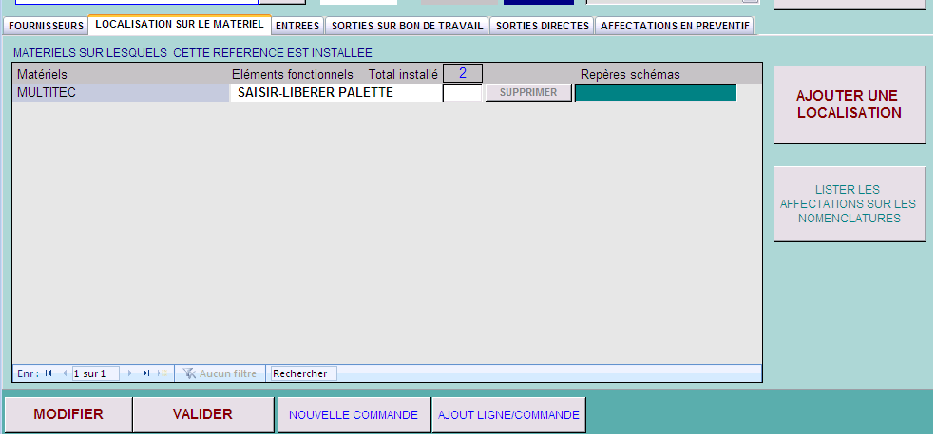 FOURNISSEURS LOCALISATION SUR LE MATERIEL ENTREES SORTIES SUR BON DE TRAVAIL SORTIES DIRECTES AFFECTATIONS EN PREVENTIF
MATERIELS SUR LESQUELS CETTE REFERENCE EST INSTALLEE
Matériels Eléments fonctionnels Total installé 2 Repères schémas
MULTITEC SAISIR-LIBERER PALETTE SUPPRIMER
AJOUTER UNE
LOCALISATION
LISTER LES
AFFECTATIONS SUR LES
NOMENCLATURES
Enr : 1 sur 1 Aucun filtre Rechercher
MODIFIER VALIDER NOUVELLE COMMANDE AJOUT LIGNE/COMMANDE